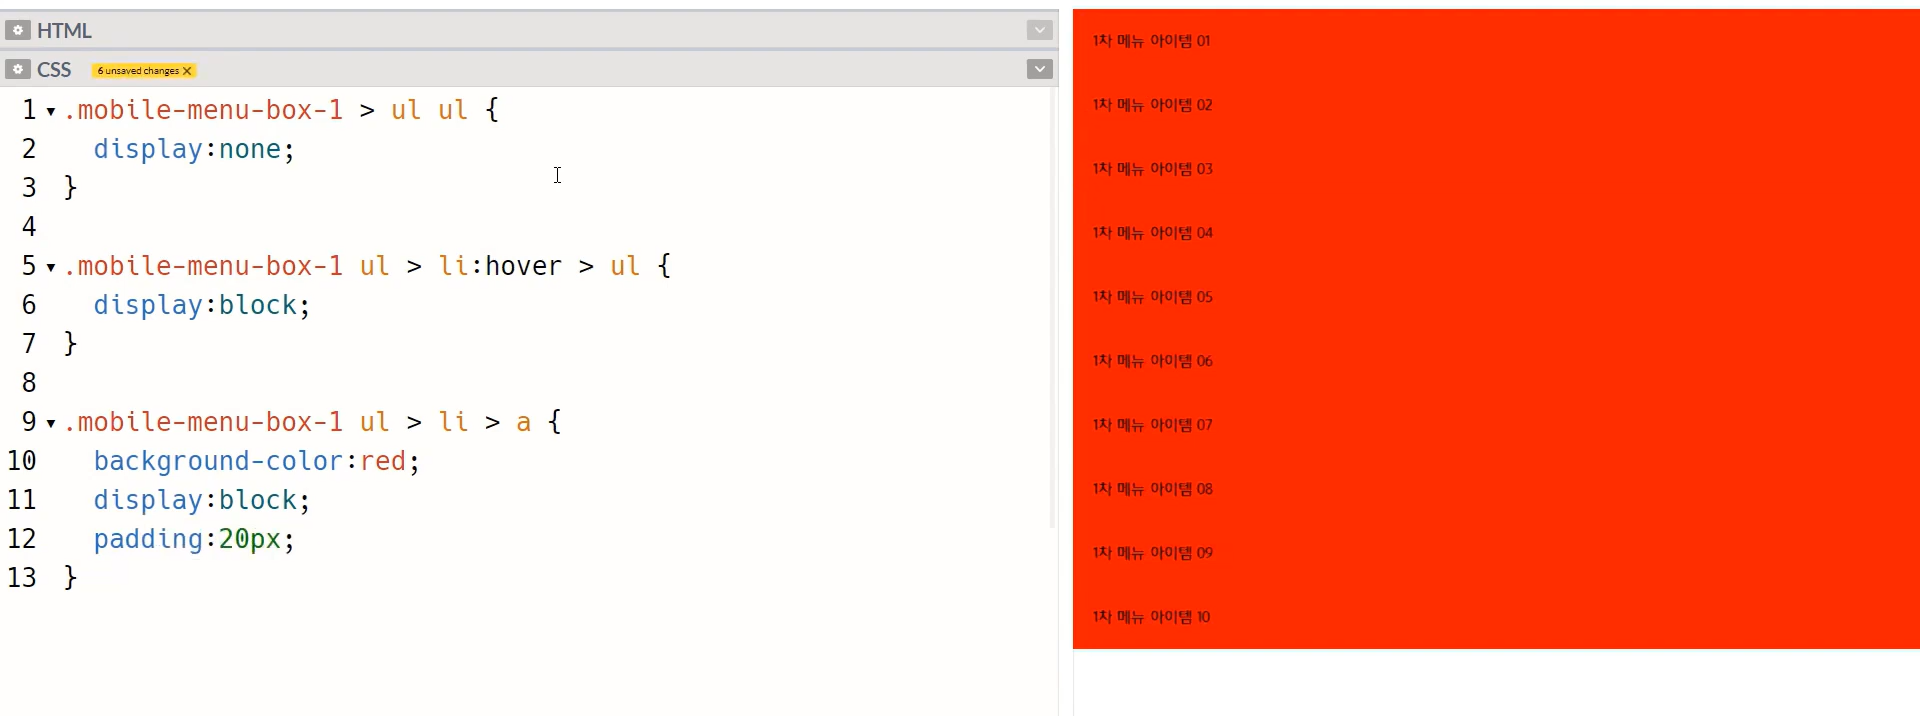 HTML
CSS 6 unsaved changes ×
1 .mobile-menu-box-1 > ul ul {
2 display:none;
3 }
4
5 .mobile-menu-box-1 ul > li:hover > ul {
6 display:block;
7 }
8
9 .mobile-menu-box-1 ul > li > a {
10 background-color:red;
11 display:block;
12 padding:20px;
13 }
1차 메뉴 아이템 01
1차 메뉴 아이템 02
1차 메뉴 아이템 03
1차 메뉴 아이템 04
1차 메뉴 아이템 05
1차 메뉴 아이템 06
1차 메뉴 아이템 07
1차 메뉴 아이템 08
1차 메뉴 아이템 09
1차 메뉴 아이템 10